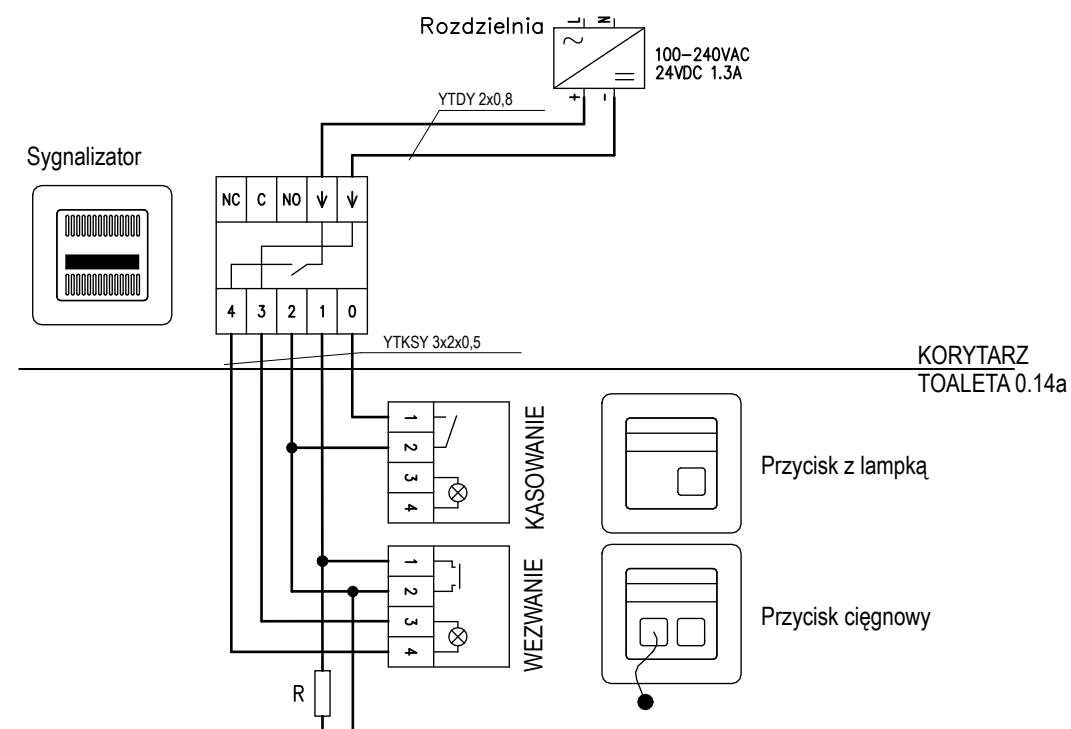 Rozdzielnia
L N
100-240VAC
24VDC 1.3A
+ -
YTDY 2x0,8
Sygnalizator
NC C NO ↓ ↓
4 3 2 1 0
YTKSY 3x2x0,5
KORYTARZ
TOALETA 0.14a
1
2
3
4
KASOWANIE
Przycisk z lampką
1
2
3
4
WEZWANIE
Przycisk cięgnowy
R